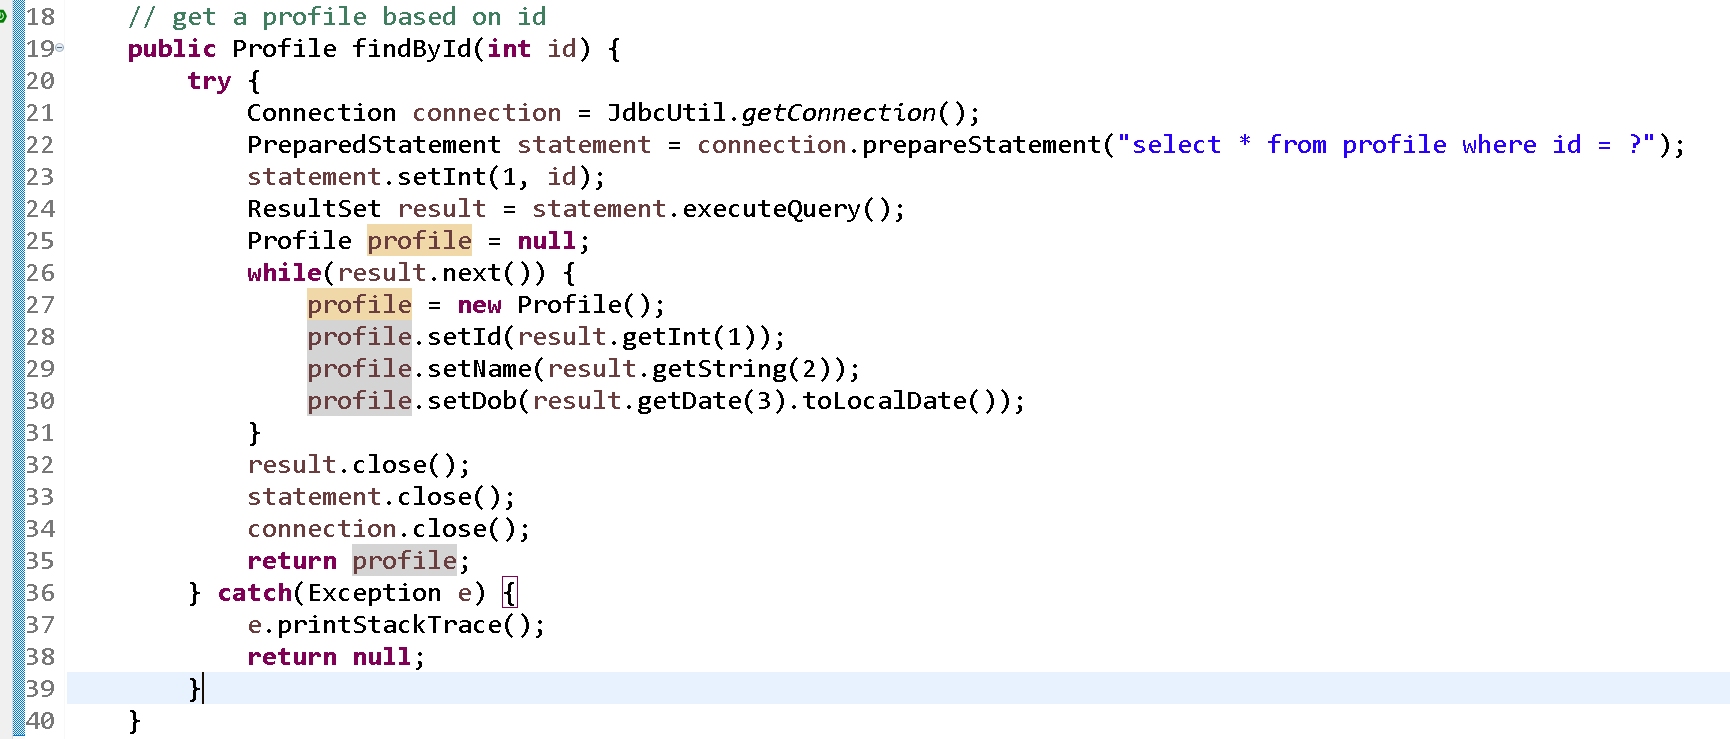 18 // get a profile based on id
19 public Profile findById(int id) {
20 try {
21 Connection connection = JdbcUtil.getConnection();
22 PreparedStatement statement = connection.prepareStatement("select * from profile where id = ?");
23 statement.setInt(1, id);
24 ResultSet result = statement.executeQuery();
25 Profile profile = null;
26 while(result.next()) {
27 profile = new Profile();
28 profile.setId(result.getInt(1));
29 profile.setName(result.getString(2));
30 profile.setDob(result.getDate(3).toLocalDate());
31 }
32 result.close();
33 statement.close();
34 connection.close();
35 return profile;
36 } catch(Exception e) {
37 e.printStackTrace();
38 return null;
39 }
40 }